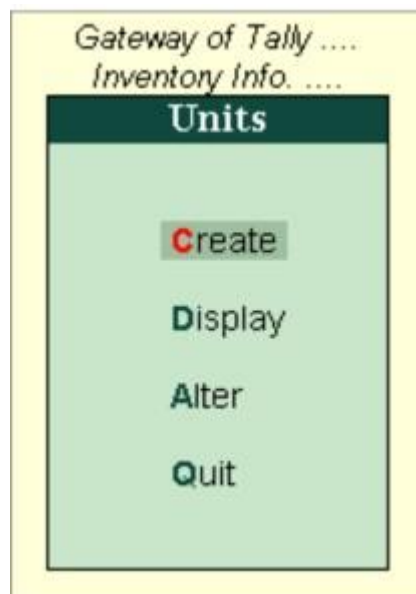 Gateway of Tally ....
Inventory Info. ....
Units
Create
Display
Alter
Quit